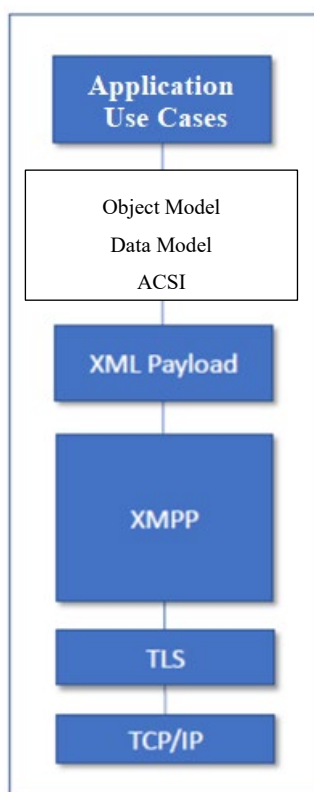 Application
Use Cases
Object Model
Data Model
ACSI
XML Payload
XMPP
TLS
TCP/IP